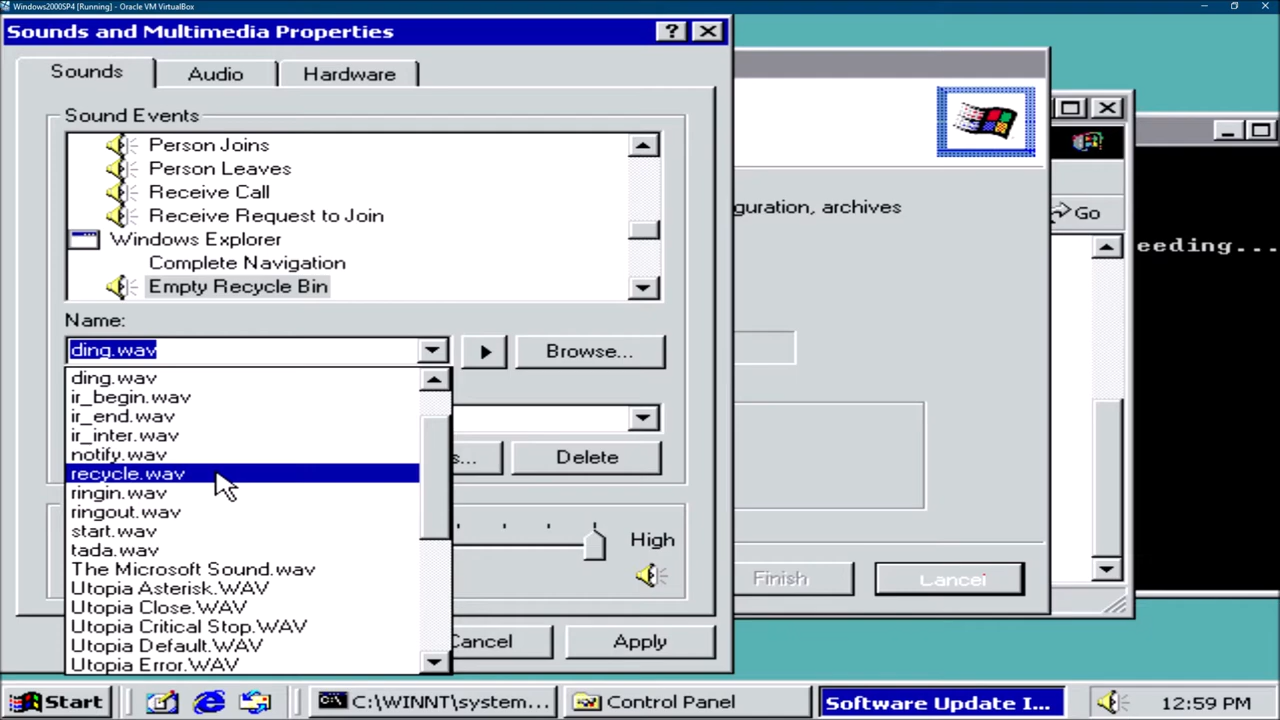 Windows2000SP4 [Running] - Oracle VM VirtualBox
Sounds and Multimedia Properties
Sounds Audio Hardware
Sound Events
Person Joins
Person Leaves
Receive Call
Receive Request to Join
Windows Explorer
Complete Navigation
Empty Recycle Bin
Name:
ding.wav
Browse...
ding.wav
ir_begin.wav
ir_end.wav
ir_inter.wav
notify.wav
recycle.wav
ringin.wav
ringout.wav
start.wav
tada.wav
The Microsoft Sound.wav
Utopia Asterisk.WAV
Utopia Close.WAV
Utopia Critical Stop.WAV
Utopia Default.WAV
Utopia Error.WAV
s... Delete
High
Cancel Apply
guration, archives
Finish Cancel
Go
eeding...
Start C:\WINNT\system... Control Panel Software Update I... 12:59 PM